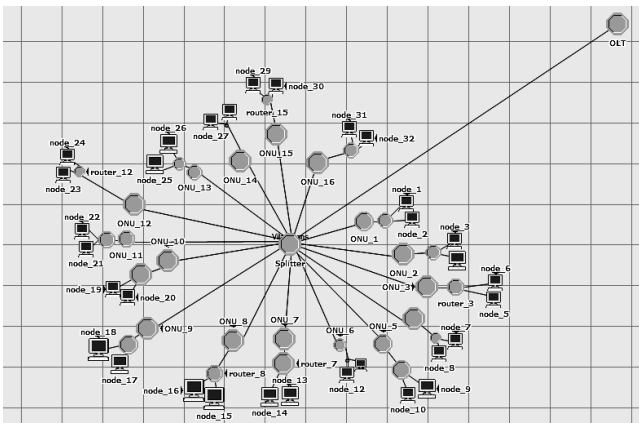 OLT
node_29
node_30
router_15
node_31
node_32
node_27
node_26
node_25
ONU_13
ONU_14
ONU_15
ONU_16
node_24
router_12
node_23
ONU_12
node_1
node_2
ONU_1
node_3
node_22
ONU_10
ONU_11
node_21
Splitter
ONU_2
node_6
ONU_3
router_3
node_5
node_19
node_20
ONU_9
ONU_8
ONU_7
ONU_6
ONU_5
node_7
node_8
node_18
node_17
router_8
router_7
node_16
node_15
node_13
node_14
node_12
node_9
node_10